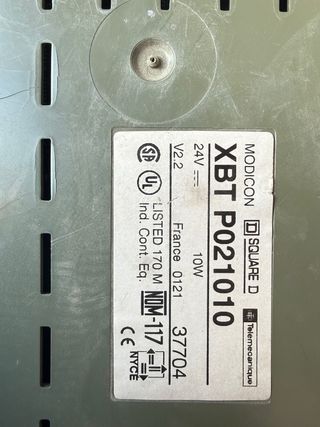 MODICON SQUARE D Telemecanique
XBT P021010
24V 10W
V2.2 France 0121 37704
LISTED 170 M
Ind. Cont. Eq.
NOM-117
NYCE